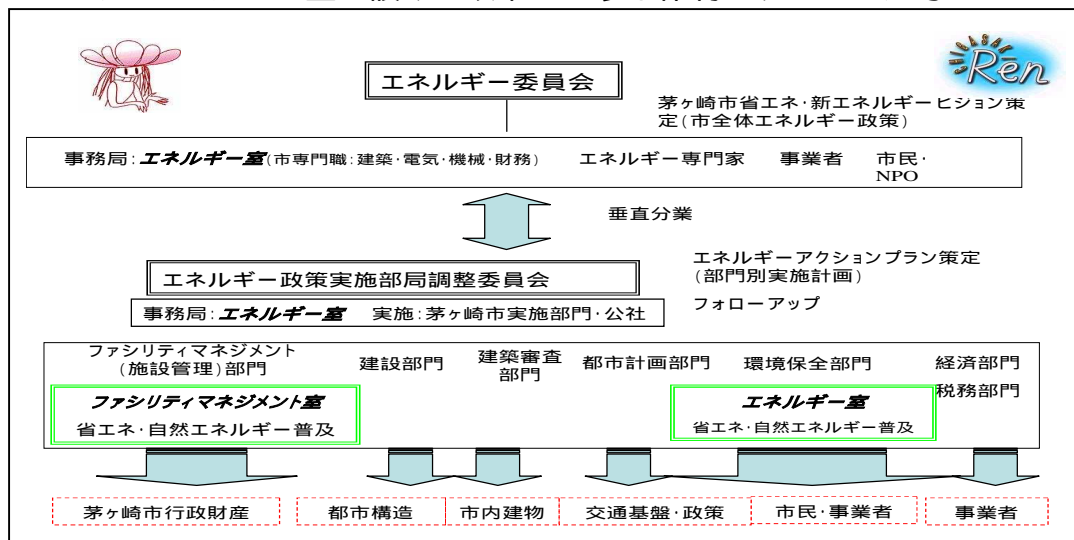 CHIGASAKI
Ren
エネルギー委員会
茅ヶ崎市省エネ・新エネルギービジョン策
定(市全体エネルギー政策)
事務局:エネルギー室(市専門職:建築・電気・機械・財務) エネルギー専門家 事業者 市民・
NPO
垂直分業
エネルギー政策実施部局調整委員会
エネルギーアクションプラン策定
(部門別実施計画)
事務局:エネルギー室 実施:茅ヶ崎市実施部門・公社
フォローアップ
ファシリティマネジメント
(施設管理)部門
建設部門
建築審査
部門
都市計画部門
環境保全部門
経済部門
税務部門
ファシリティマネジメント室
省エネ・自然エネルギー普及
エネルギー室
省エネ・自然エネルギー普及
茅ヶ崎市行政財産
都市構造
市内建物
交通基盤・政策
市民・事業者
事業者